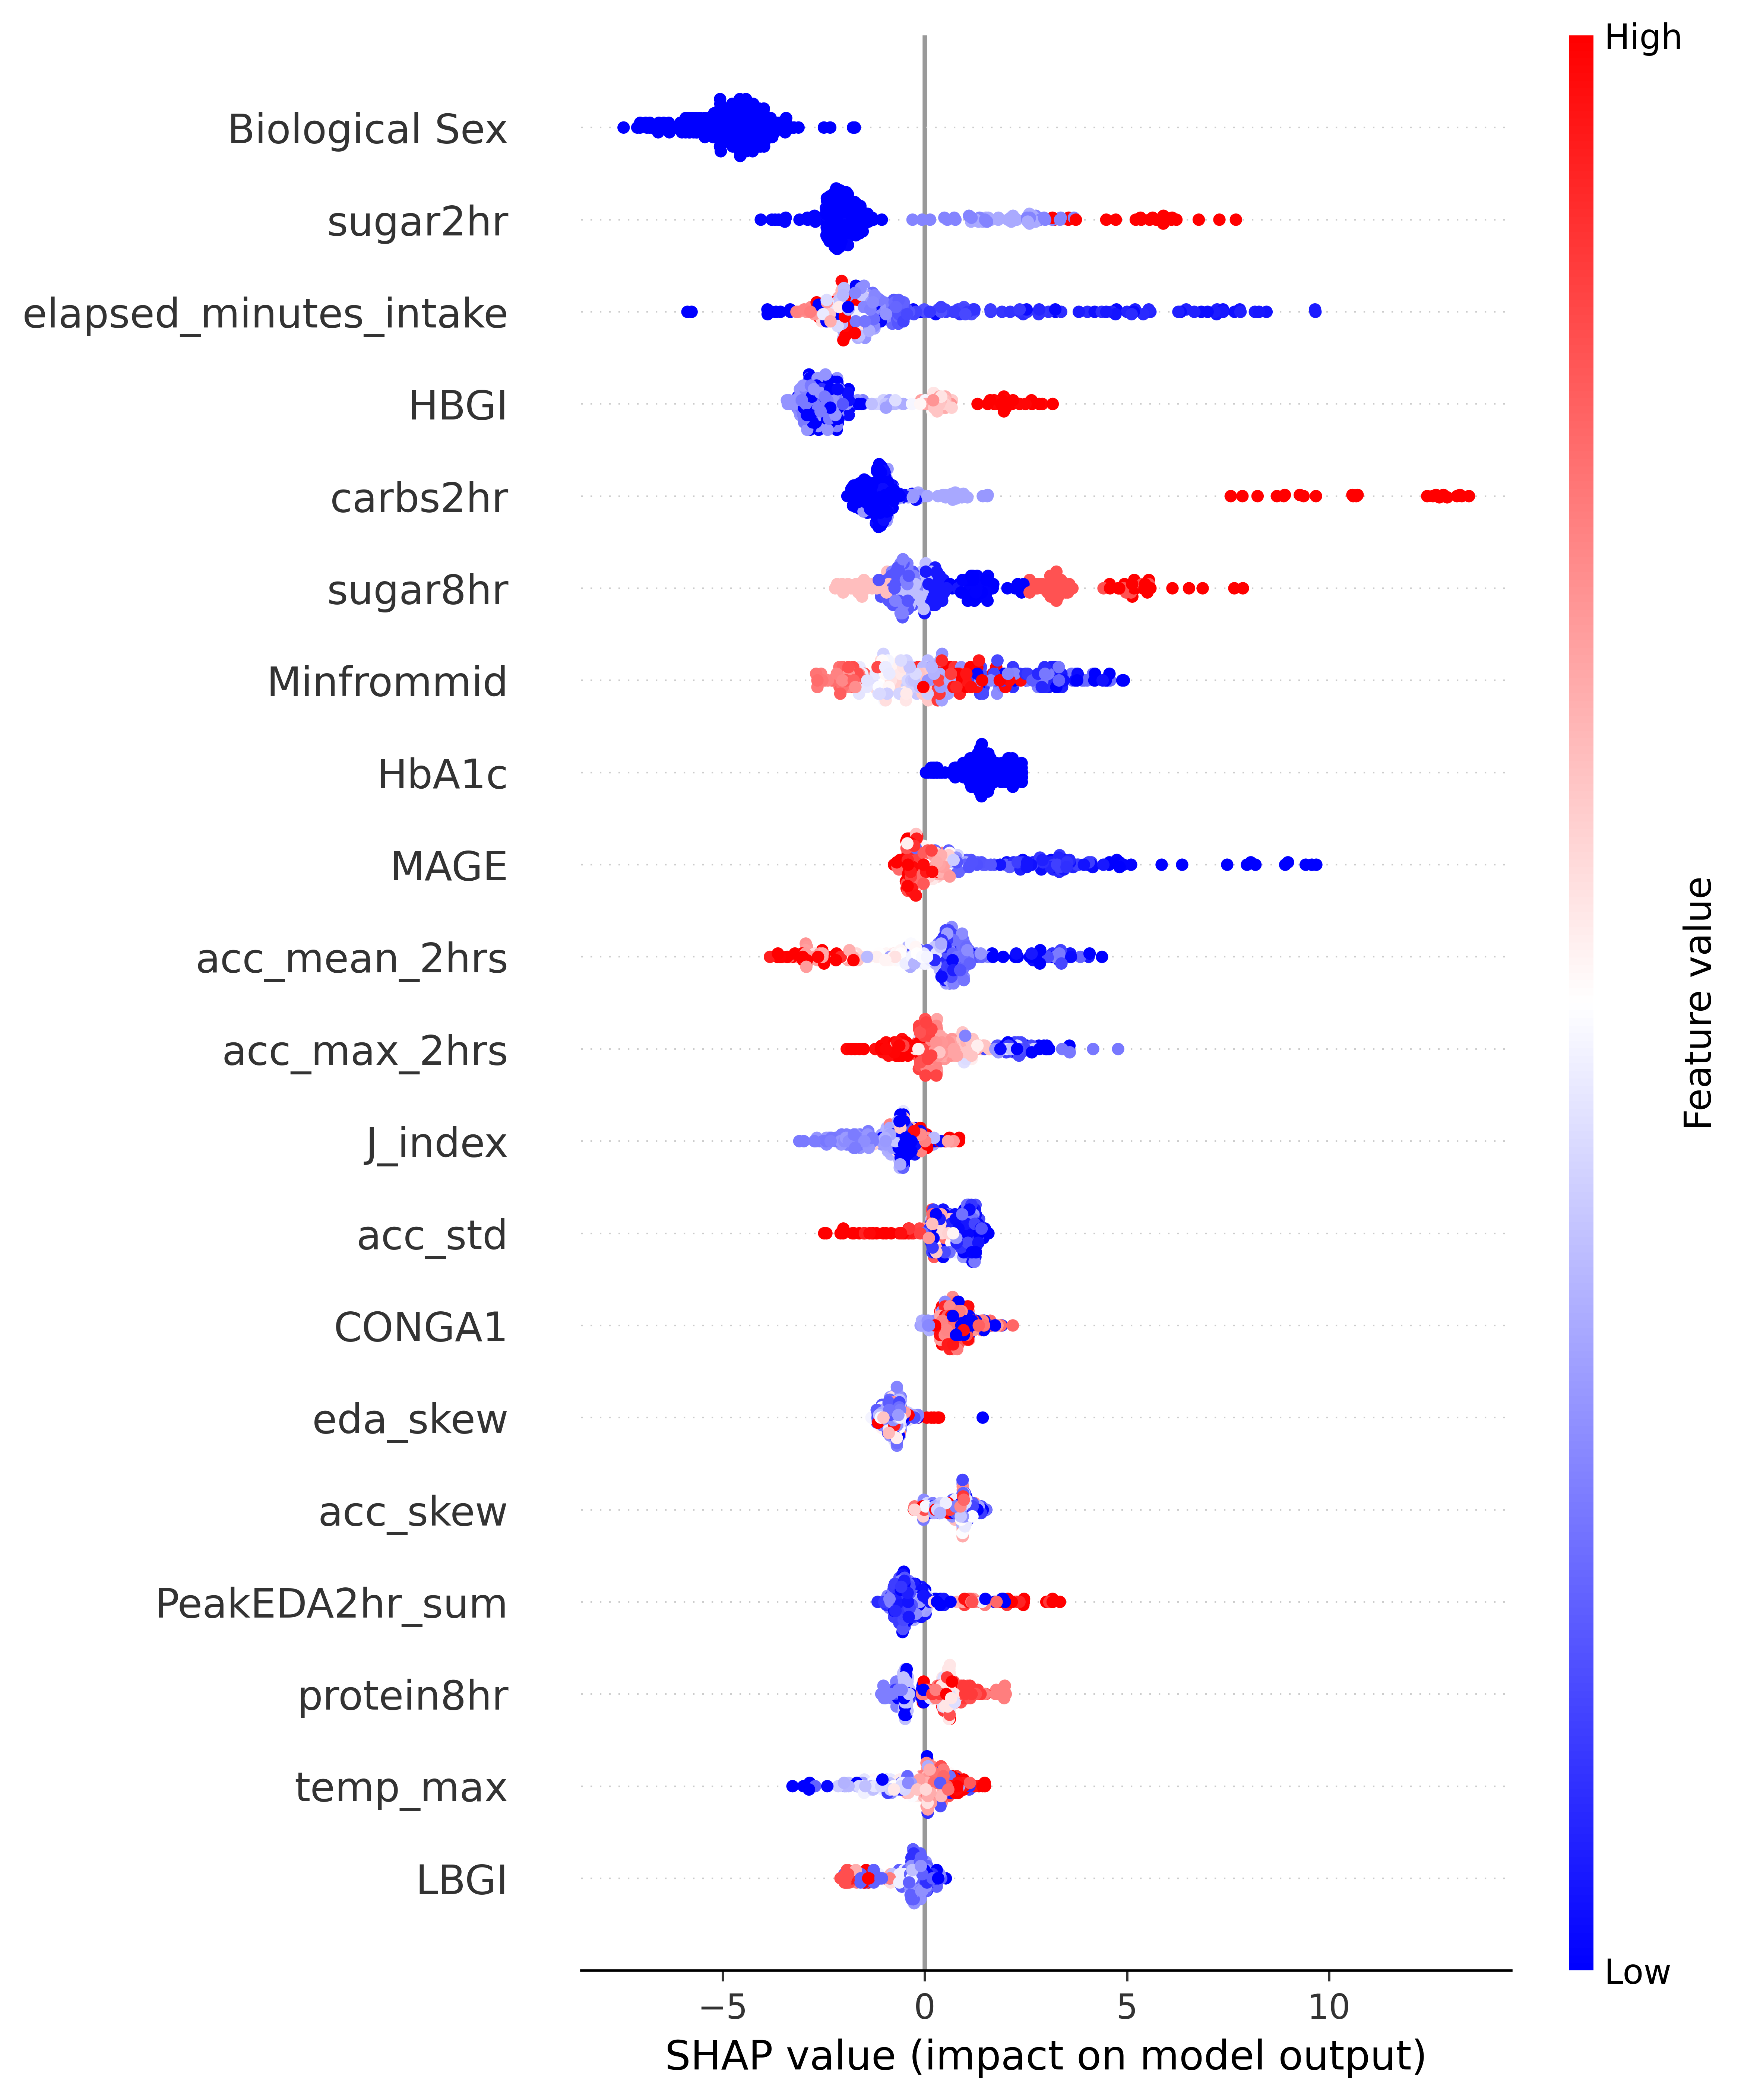 High
Biological Sex
sugar2hr
elapsed_minutes_intake
HBGI
carbs2hr
sugar8hr
Minfrommid
HbA1c
MAGE
acc_mean_2hrs
acc_max_2hrs
J_index
acc_std
CONGA1
eda_skew
acc_skew
PeakEDA2hr_sum
protein8hr
temp_max
LBGI
Feature value
Low
−5 0 5 10
SHAP value (impact on model output)